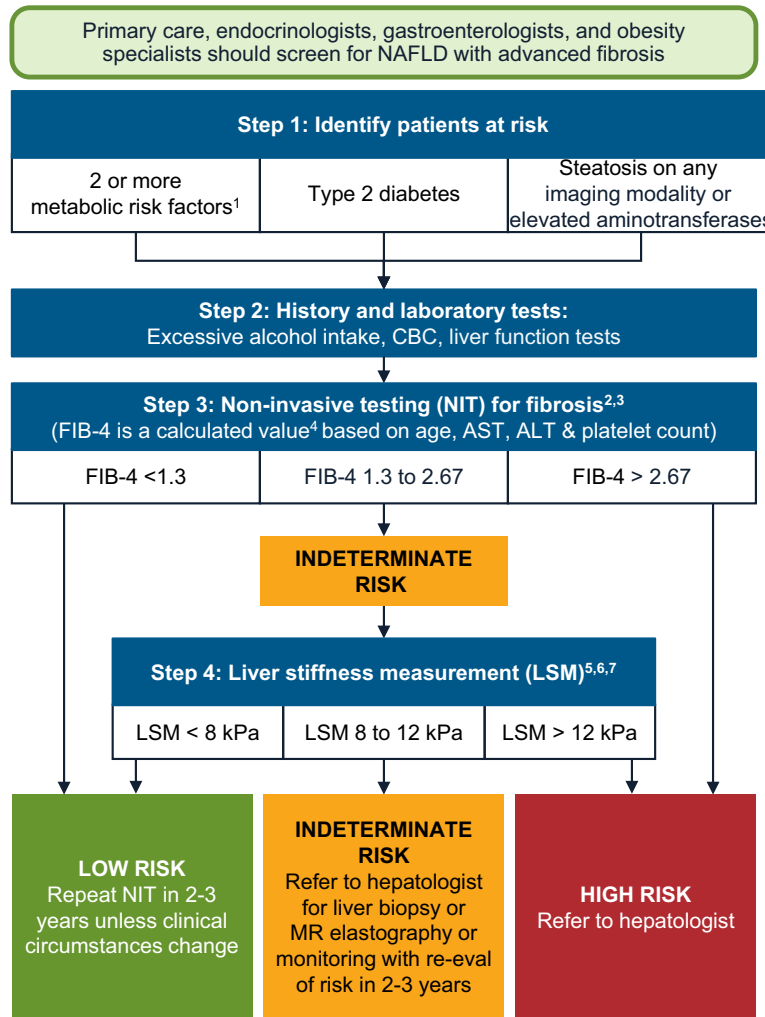 Primary care, endocrinologists, gastroenterologists, and obesity
specialists should screen for NAFLD with advanced fibrosis
Step 1: Identify patients at risk
2 or more
metabolic risk factors¹
Type 2 diabetes
Steatosis on any
imaging modality or
elevated aminotransferases
Step 2: History and laboratory tests:
Excessive alcohol intake, CBC, liver function tests
Step 3: Non-invasive testing (NIT) for fibrosis²,³
(FIB-4 is a calculated value⁴ based on age, AST, ALT & platelet count)
FIB-4 <1.3
FIB-4 1.3 to 2.67
FIB-4 > 2.67
INDETERMINATE
RISK
Step 4: Liver stiffness measurement (LSM)⁵,⁶,⁷
LSM < 8 kPa
LSM 8 to 12 kPa
LSM > 12 kPa
LOW RISK
Repeat NIT in 2-3
years unless clinical
circumstances change
INDETERMINATE
RISK
Refer to hepatologist
for liver biopsy or
MR elastography or
monitoring with re-eval
of risk in 2-3 years
HIGH RISK
Refer to hepatologist